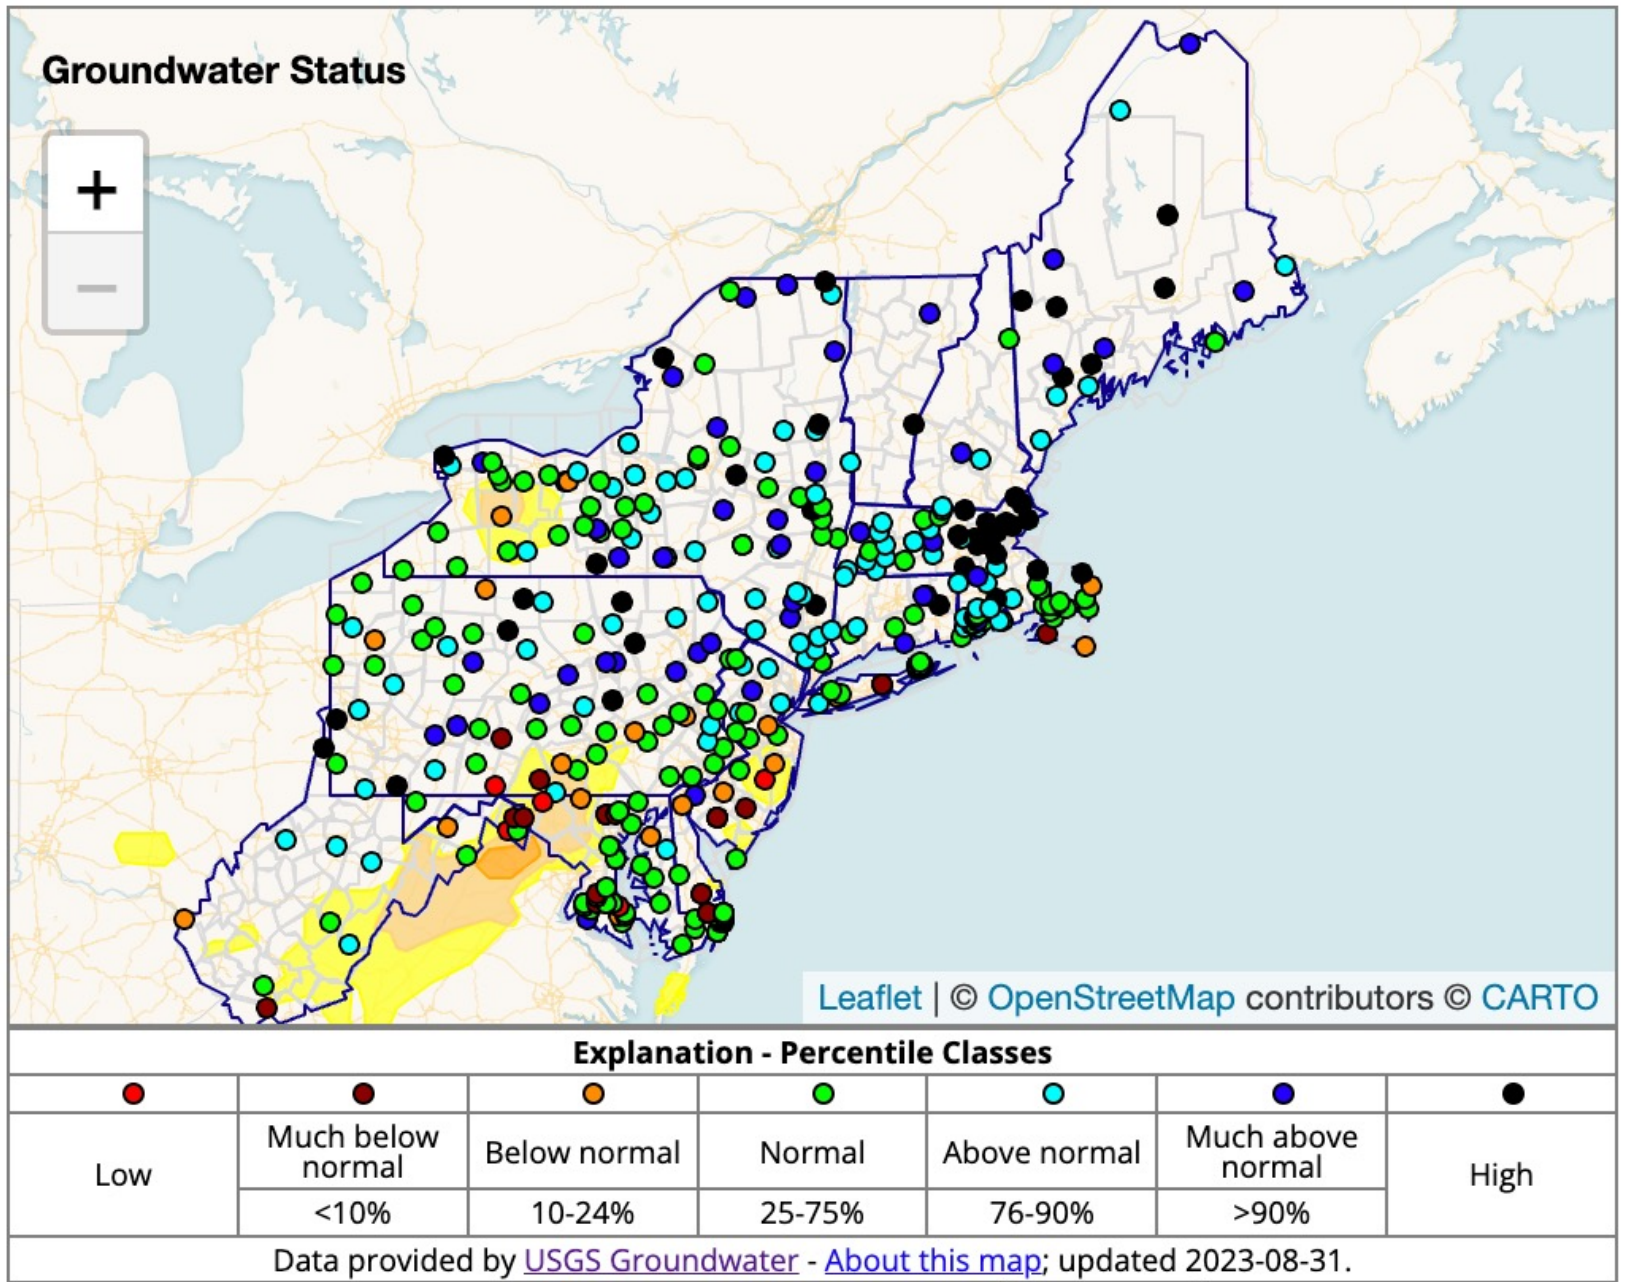 Groundwater Status
+
−
Leaflet | © OpenStreetMap contributors © CARTO
Explanation - Percentile Classes
Low
Much below normal
Below normal
Normal
Above normal
Much above normal
High
<10%
10-24%
25-75%
76-90%
>90%
Data provided by USGS Groundwater - About this map; updated 2023-08-31.